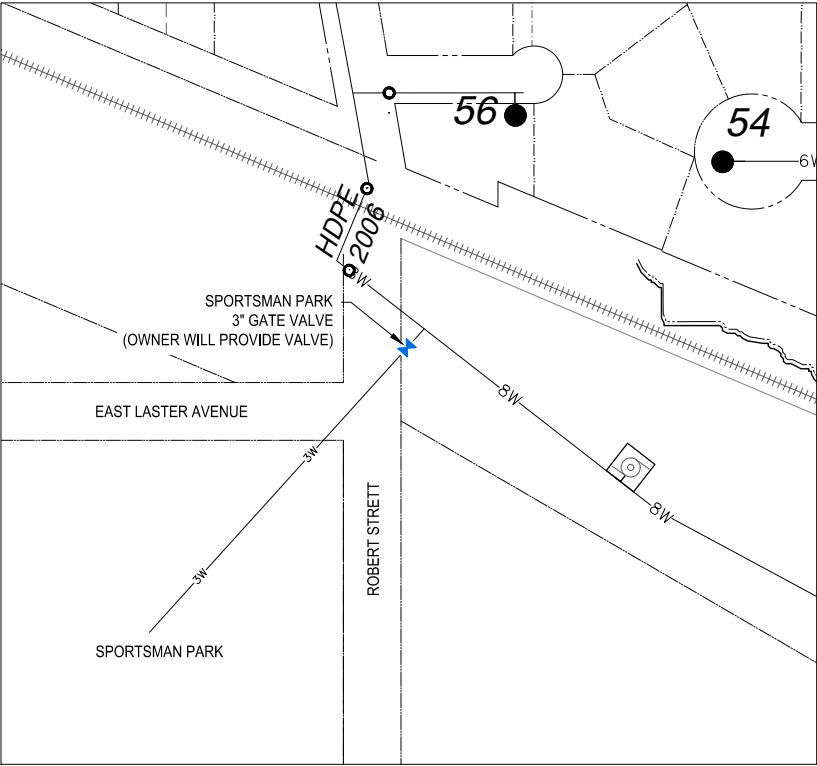 56
54
6W
HDPE
2006
8W
SPORTSMAN PARK
3" GATE VALVE
(OWNER WILL PROVIDE VALVE)
EAST LASTER AVENUE
8W
3W
8W
ROBERT STRETT
3W
SPORTSMAN PARK